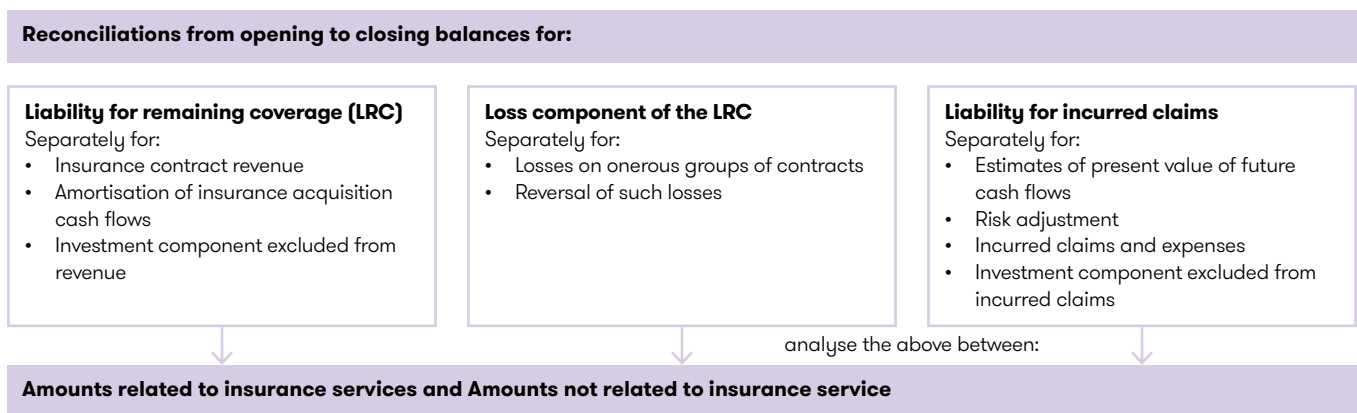 Reconciliations from opening to closing balances for:
Liability for remaining coverage (LRC)
Separately for:
• Insurance contract revenue
• Amortisation of insurance acquisition
cash flows
• Investment component excluded from
revenue
Loss component of the LRC
Separately for:
• Losses on onerous groups of contracts
• Reversal of such losses
Liability for incurred claims
Separately for:
• Estimates of present value of future
cash flows
• Risk adjustment
• Incurred claims and expenses
• Investment component excluded from
incurred claims
analyse the above between:
Amounts related to insurance services and Amounts not related to insurance service